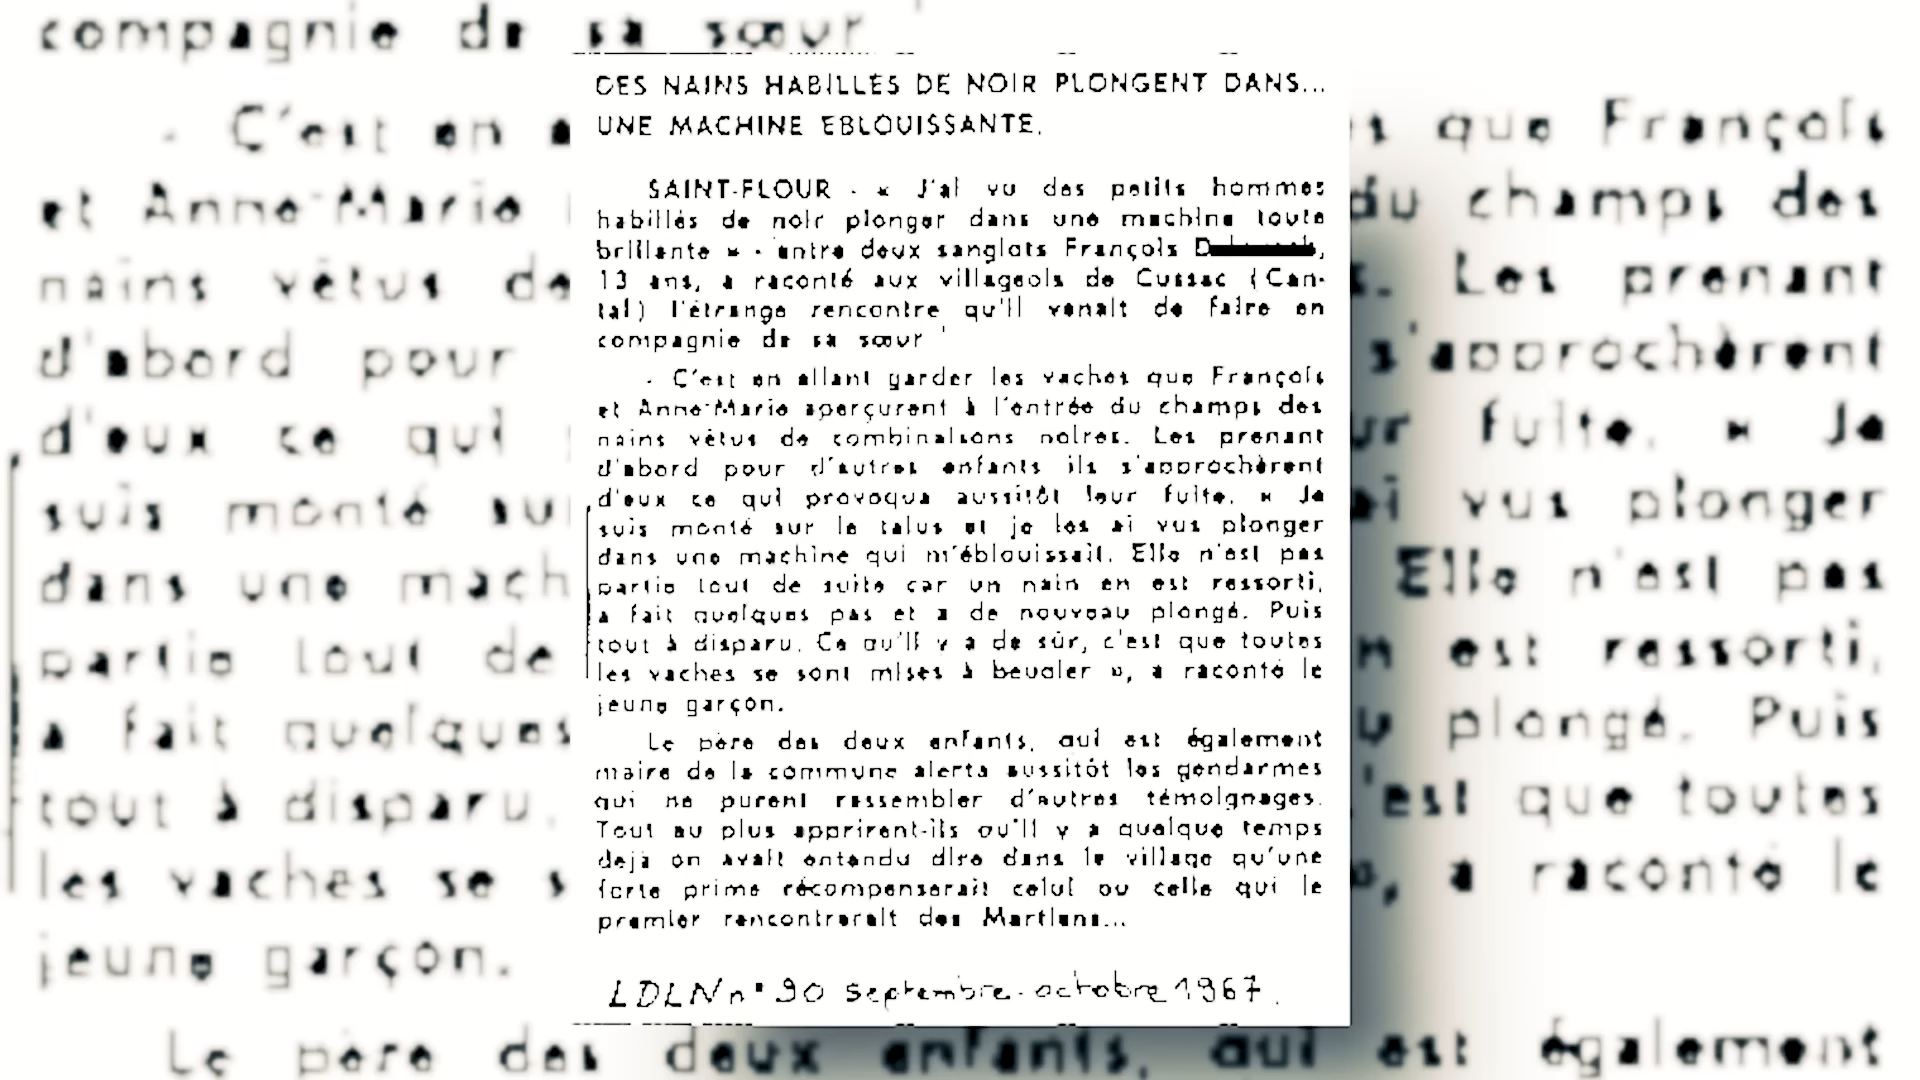 DES NAINS HABILLÉS DE NOIR PLONGENT DANS...
UNE MACHINE EBLOUISSANTE.
SAINT-FLOUR - « J'ai vu des petits hommes
habillés de noir plonger dans une machine toute
brillante » - entre deux sanglots François D
13 ans, a raconté aux villageois de Cussac (Can-
tal) l'étrange rencontre qu'il venait de faire en
compagnie de sa sœur '
- C'est en allant garder les vaches que François
et Anne-Marie aperçurent à l'entrée du champs des
nains vêtus de combinaisons noires. Les prenant
d'abord pour d'autres enfants ils s'approchèrent
d'eux ce qui provoqua aussitôt leur fuite. « Je
suis monté sur le talus et je les ai vus plonger
dans une machine qui m'éblouissait. Elle n'est pas
partie tout de suite car un nain en est ressorti,
a fait quelques pas et a de nouveau plongé. Puis
tout à disparu. Ce qu'il y a de sûr, c'est que toutes
les vaches se sont mises à beugler », a raconté le
jeune garçon.
Le père des deux enfants, qui est également
maire de la commune alerta aussitôt les gendarmes
qui ne purent rassembler d'autres témoignages.
Tout au plus apprirent-ils qu'il y a quelque temps
dejà on avait entendu dire dans le village qu'une
forte prime récompenserait celui ou celle qui le
premier rencontrerait des Martiens...
LDLN n° 90 septembre-octobre 1967.